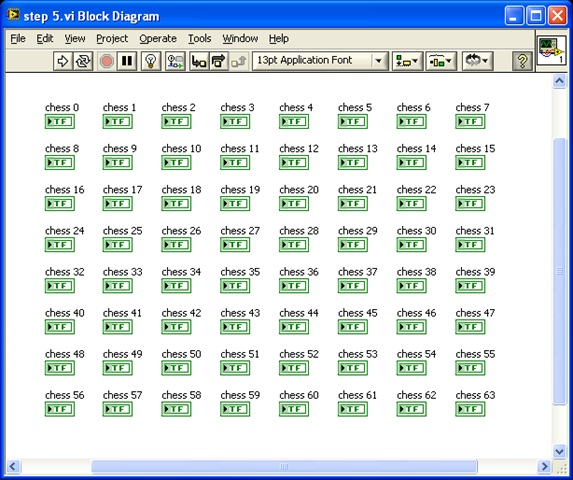 step 5.vi Block Diagram
File Edit View Project Operate Tools Window Help
13pt Application Font ?
1
chess 0 chess 1 chess 2 chess 3 chess 4 chess 5 chess 6 chess 7
TF TF TF TF TF TF TF TF
chess 8 chess 9 chess 10 chess 11 chess 12 chess 13 chess 14 chess 15
TF TF TF TF TF TF TF TF
chess 16 chess 17 chess 18 chess 19 chess 20 chess 21 chess 22 chess 23
TF TF TF TF TF TF TF TF
chess 24 chess 25 chess 26 chess 27 chess 28 chess 29 chess 30 chess 31
TF TF TF TF TF TF TF TF
chess 32 chess 33 chess 34 chess 35 chess 36 chess 37 chess 38 chess 39
TF TF TF TF TF TF TF TF
chess 40 chess 41 chess 42 chess 43 chess 44 chess 45 chess 46 chess 47
TF TF TF TF TF TF TF TF
chess 48 chess 49 chess 50 chess 51 chess 52 chess 53 chess 54 chess 55
TF TF TF TF TF TF TF TF
chess 56 chess 57 chess 58 chess 59 chess 60 chess 61 chess 62 chess 63
TF TF TF TF TF TF TF TF